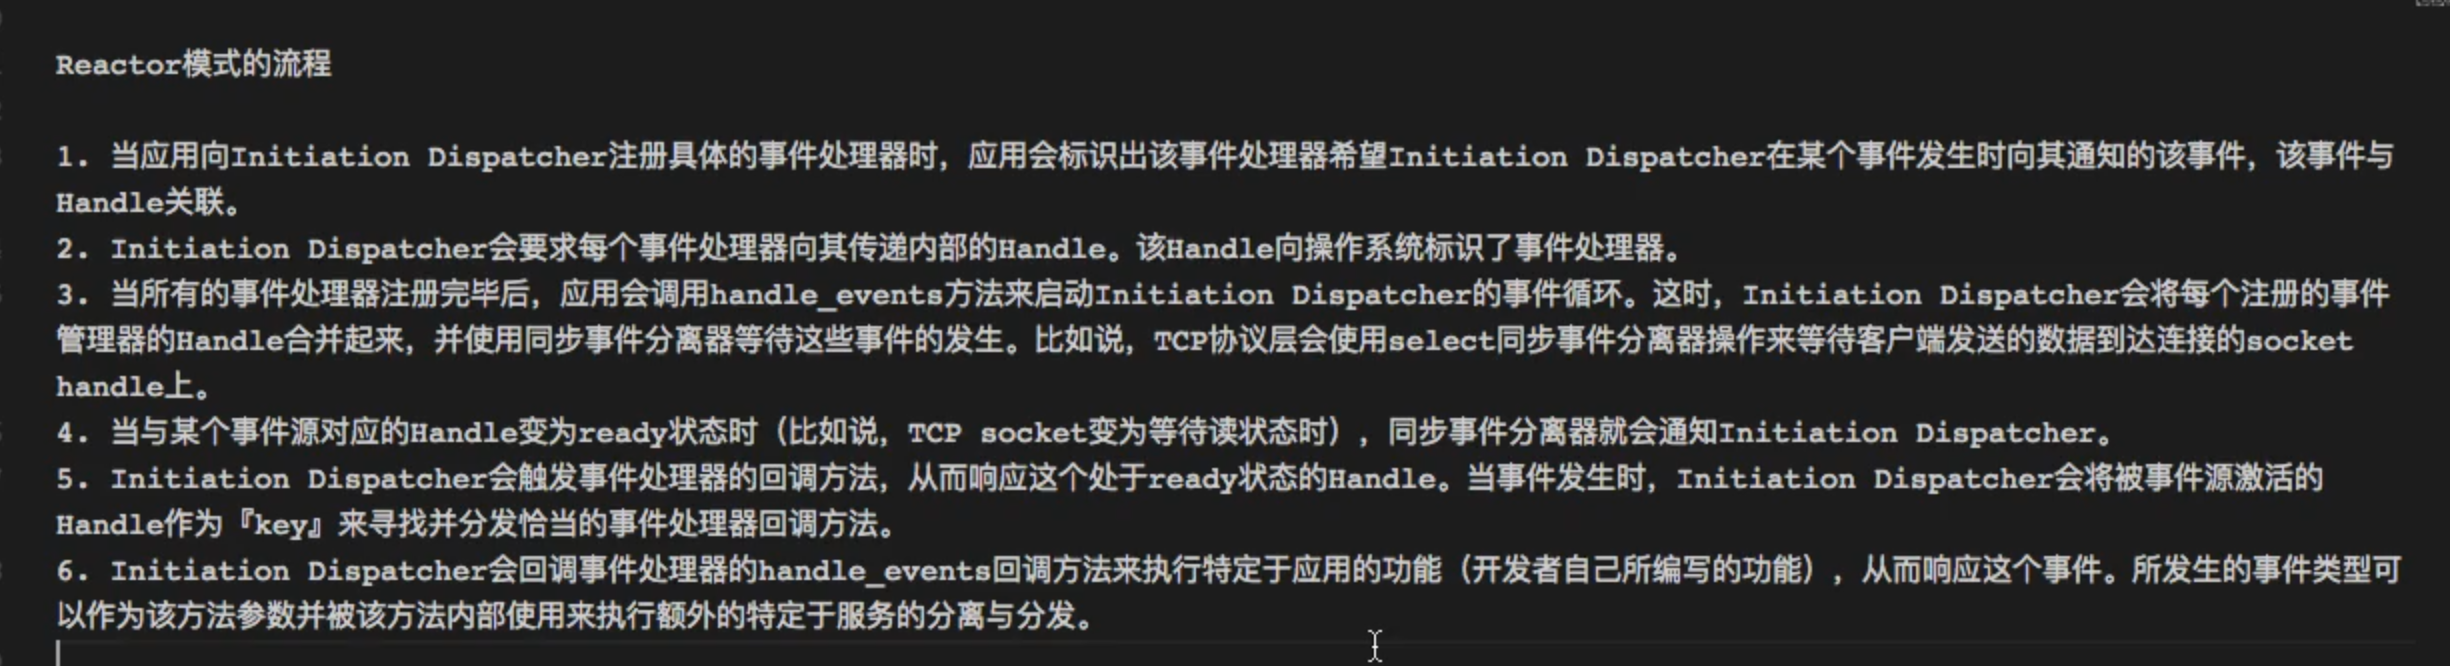 Reactor模式的流程
1. 当应用向Initiation Dispatcher注册具体的事件处理器时，应用会标识出该事件处理器希望Initiation Dispatcher在某个事件发生时向其通知的该事件，该事件与
Handle关联。
2. Initiation Dispatcher会要求每个事件处理器向其传递内部的Handle。该Handle向操作系统标识了事件处理器。
3. 当所有的事件处理器注册完毕后，应用会调用handle_events方法来启动Initiation Dispatcher的事件循环。这时，Initiation Dispatcher会将每个注册的事件
管理器的Handle合并起来，并使用同步事件分离器等待这些事件的发生。比如说，TCP协议层会使用select同步事件分离器操作来等待客户端发送的数据到达连接的socket
handle上。
4. 当与某个事件源对应的Handle变为ready状态时（比如说，TCP socket变为等待读状态时），同步事件分离器就会通知Initiation Dispatcher。
5. Initiation Dispatcher会触发事件处理器的回调方法，从而响应这个处于ready状态的Handle。当事件发生时，Initiation Dispatcher会将被事件源激活的
Handle作为『key』来寻找并分发恰当的事件处理器回调方法。
6. Initiation Dispatcher会回调事件处理器的handle_events回调方法来执行特定于应用的功能（开发者自己所编写的功能），从而响应这个事件。所发生的事件类型可
以作为该方法参数并被该方法内部使用来执行额外的特定于服务的分离与分发。